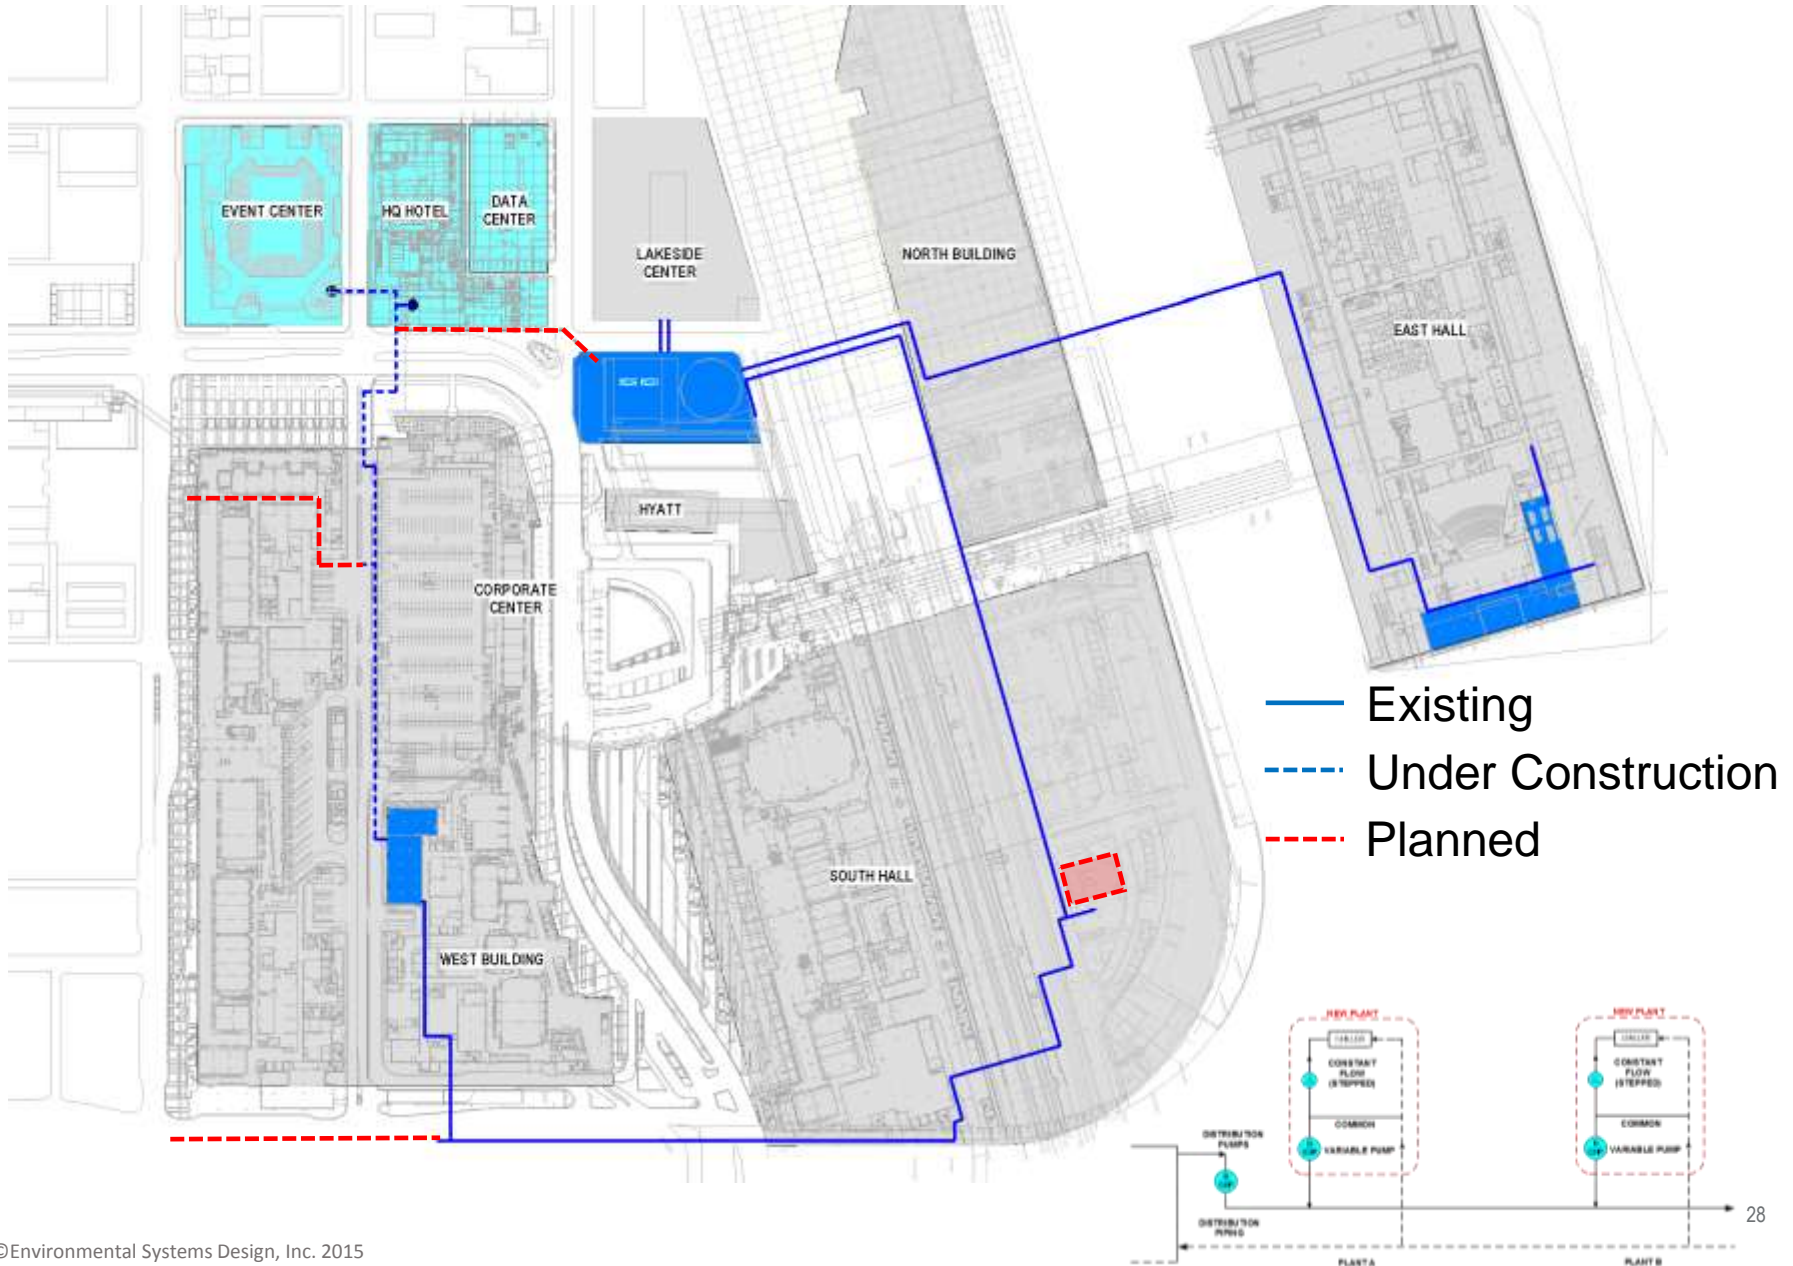 EVENT CENTER
HQ HOTEL
DATA
CENTER
LAKESIDE
CENTER
NORTH BUILDING
EAST HALL
HYATT
CORPORATE
CENTER
Existing
Under Construction
Planned
SOUTH HALL
WEST BUILDING
NEW PLANT
CHILLER
CONSTANT
FLOW
(STEPPED)
COMMON
VARIABLE PUMP
NEW PLANT
CHILLER
CONSTANT
FLOW
(STEPPED)
COMMON
VARIABLE PUMP
DISTRIBUTION
PUMPS
DISTRIBUTION
PIPING
PLANT A
PLANT B
28
©Environmental Systems Design, Inc. 2015